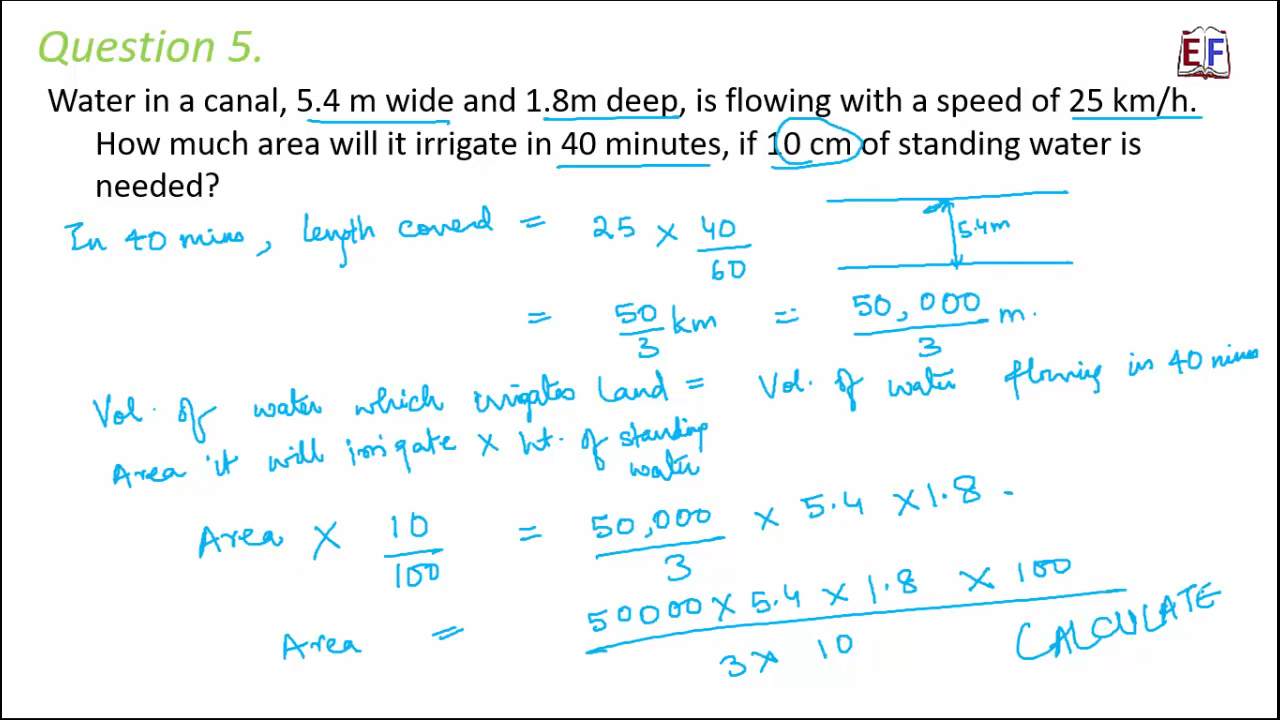 Question 5.
EF
Water in a canal, 5.4 m wide and 1.8m deep, is flowing with a speed of 25 km/h.
How much area will it irrigate in 40 minutes, if 10 cm of standing water is
needed?
In 40 mins, length coverd = 25 × 40/60
5.4m
= 50/3 km = 50,000/3 m.
Vol. of water which irrigates Land = Vol. of water flowing in 40 mins
Area it will irrigate × ht. of standing
water
Area × 10/100 = 50,000/3 × 5.4 × 1.8
Area = 50000 × 5.4 × 1.8 × 100 / 3 × 10
CALCULATE